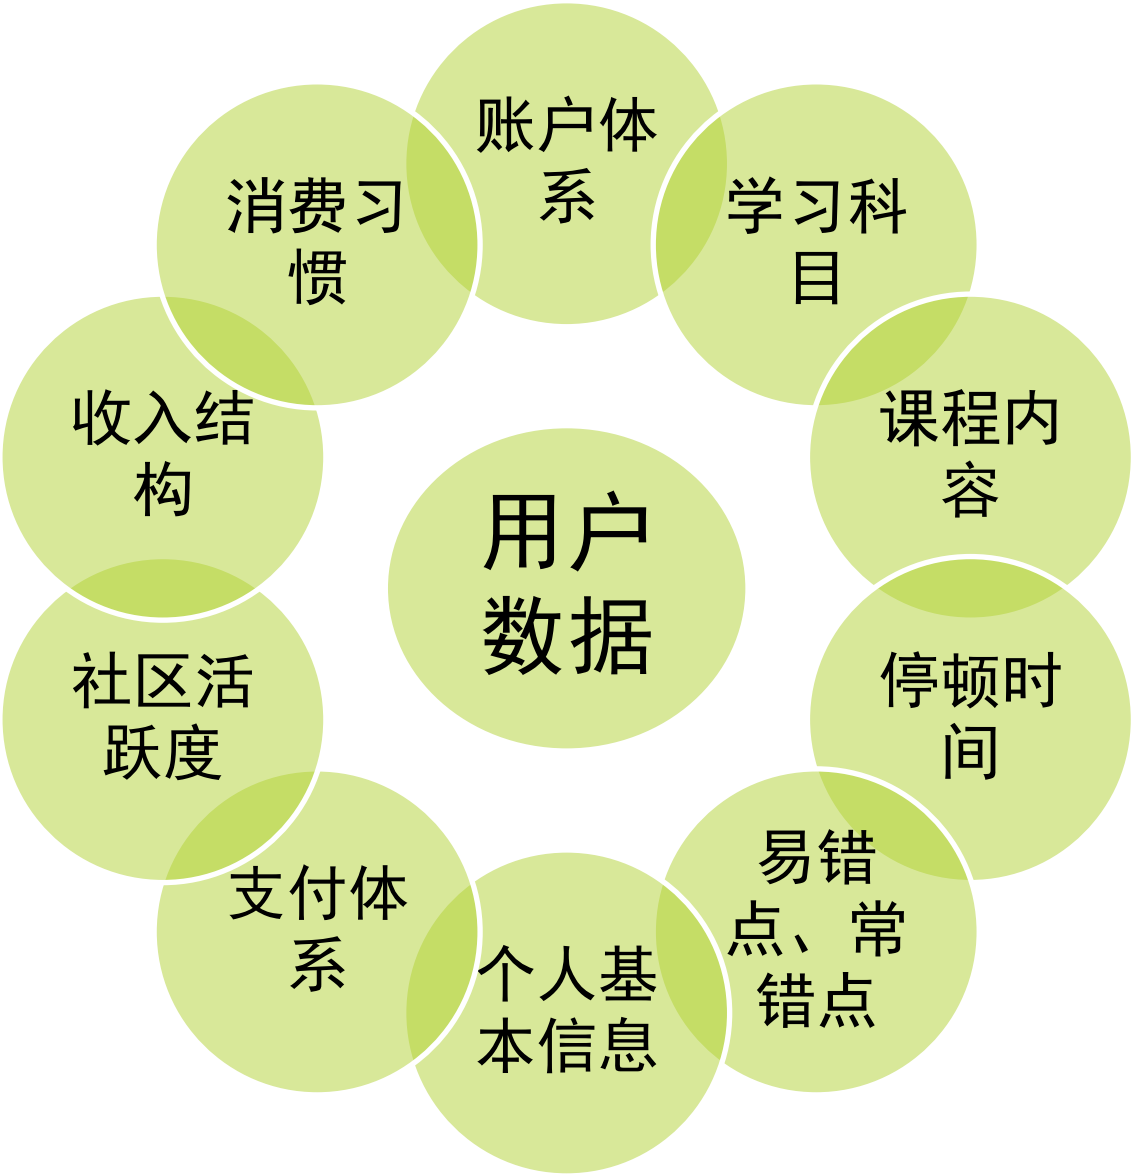 账户体
系
学习科
目
课程内
容
停顿时
间
易错
点、常
错点
个人基
本信息
支付体
系
社区活
跃度
收入结
构
消费习
惯
用户
数据